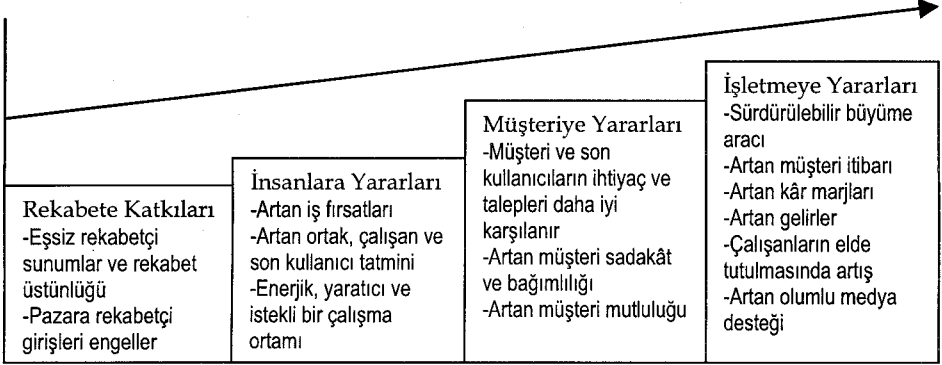 Rekabete Katkıları
-Eşsiz rekabetçi
sunumlar ve rekabet
üstünlüğü
-Pazara rekabetçi
girişleri engeller
İnsanlara Yararları
-Artan iş fırsatları
-Artan ortak, çalışan ve
son kullanıcı tatmini
-Enerjik, yaratıcı ve
istekli bir çalışma
ortamı
Müşteriye Yararları
-Müşteri ve son
kullanıcıların ihtiyaç ve
talepleri daha iyi
karşılanır
-Artan müşteri sadakât
ve bağımlılığı
-Artan müşteri mutluluğu
İşletmeye Yararları
-Sürdürülebilir büyüme
aracı
-Artan müşteri itibarı
-Artan kâr marjları
-Artan gelirler
-Çalışanların elde
tutulmasında artış
-Artan olumlu medya
desteği